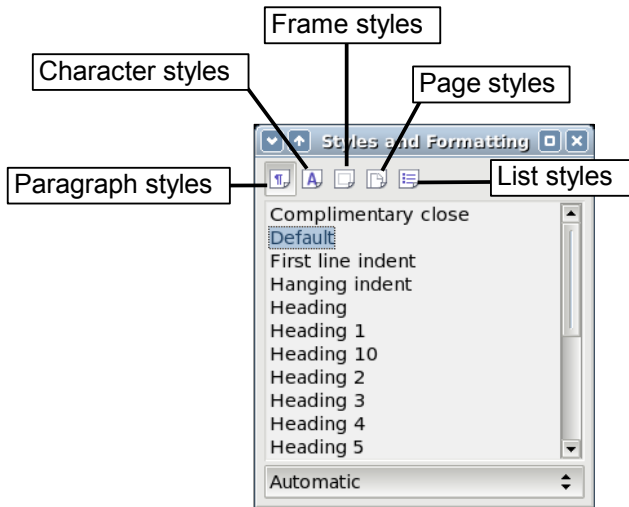 Frame styles
Character styles
Page styles
Styles and Formatting
Paragraph styles
List styles
Complimentary close
Default
First line indent
Hanging indent
Heading
Heading 1
Heading 10
Heading 2
Heading 3
Heading 4
Heading 5
Automatic